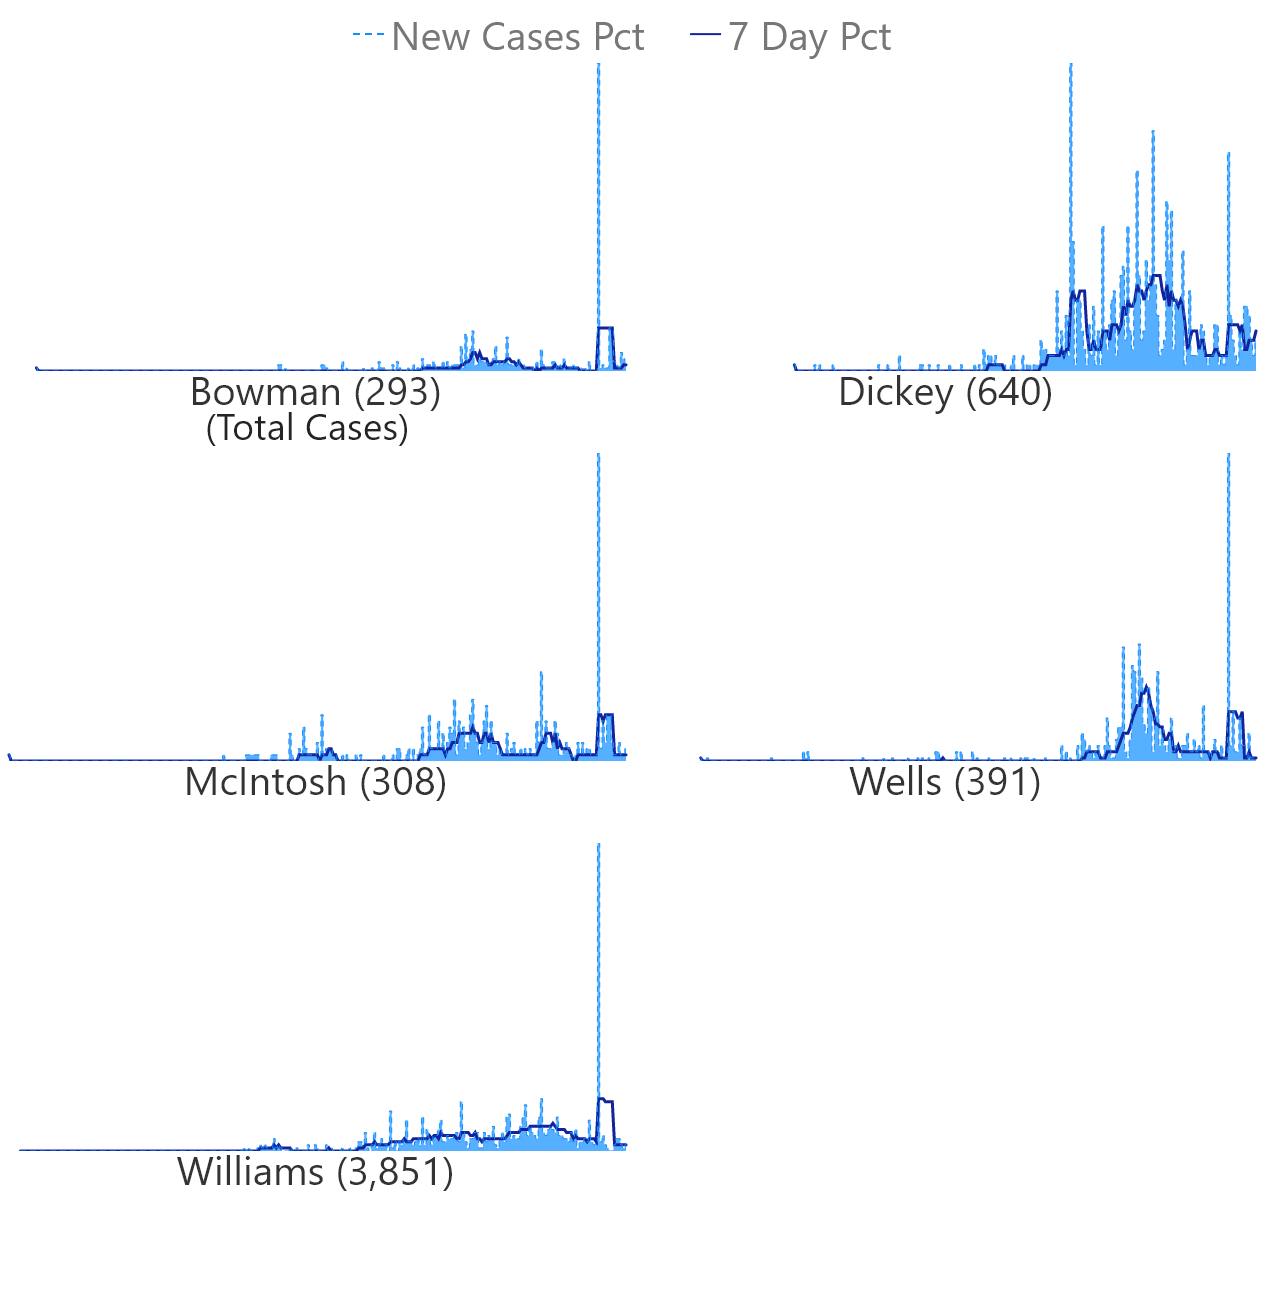 New Cases Pct 7 Day Pct
Bowman (293) Dickey (640)
(Total Cases)
McIntosh (308) Wells (391)
Williams (3,851)